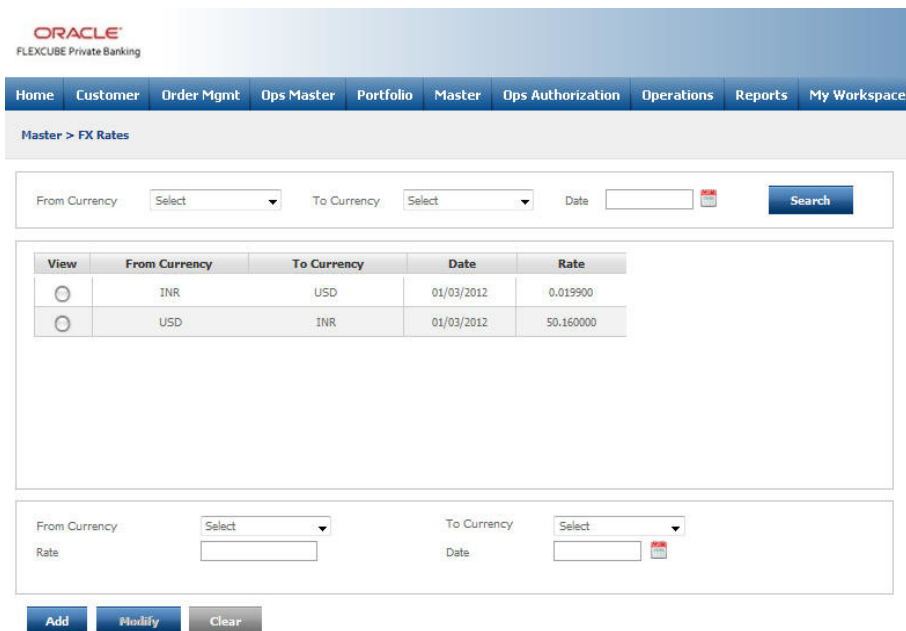 ORACLE
FLEXCUBE Private Banking
Home Customer Order Mgmt Ops Master Portfolio Master Ops Authorization Operations Reports My Workspace
Master > FX Rates
From Currency Select To Currency Select Date Search
View From Currency To Currency Date Rate
INR USD 01/03/2012 0.019900
USD INR 01/03/2012 50.160000
From Currency Select To Currency Select
Rate Date
Add Modify Clear